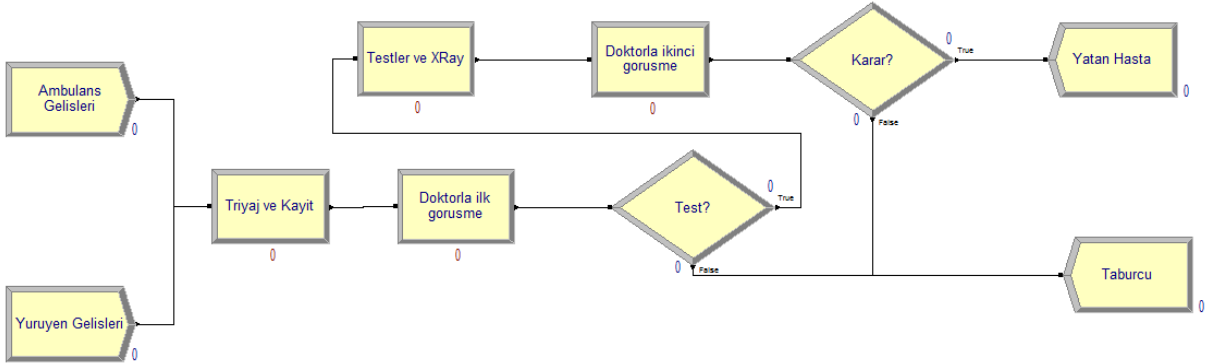 Ambulans
Gelisleri
0
Yuruyen Gelisleri
0
Triyaj ve Kayit
0
Doktorla ilk
gorusme
0
Test?
0
True
0
False
Testler ve XRay
0
Doktorla ikinci
gorusme
0
Karar?
0
True
0
False
Yatan Hasta
0
Taburcu
0